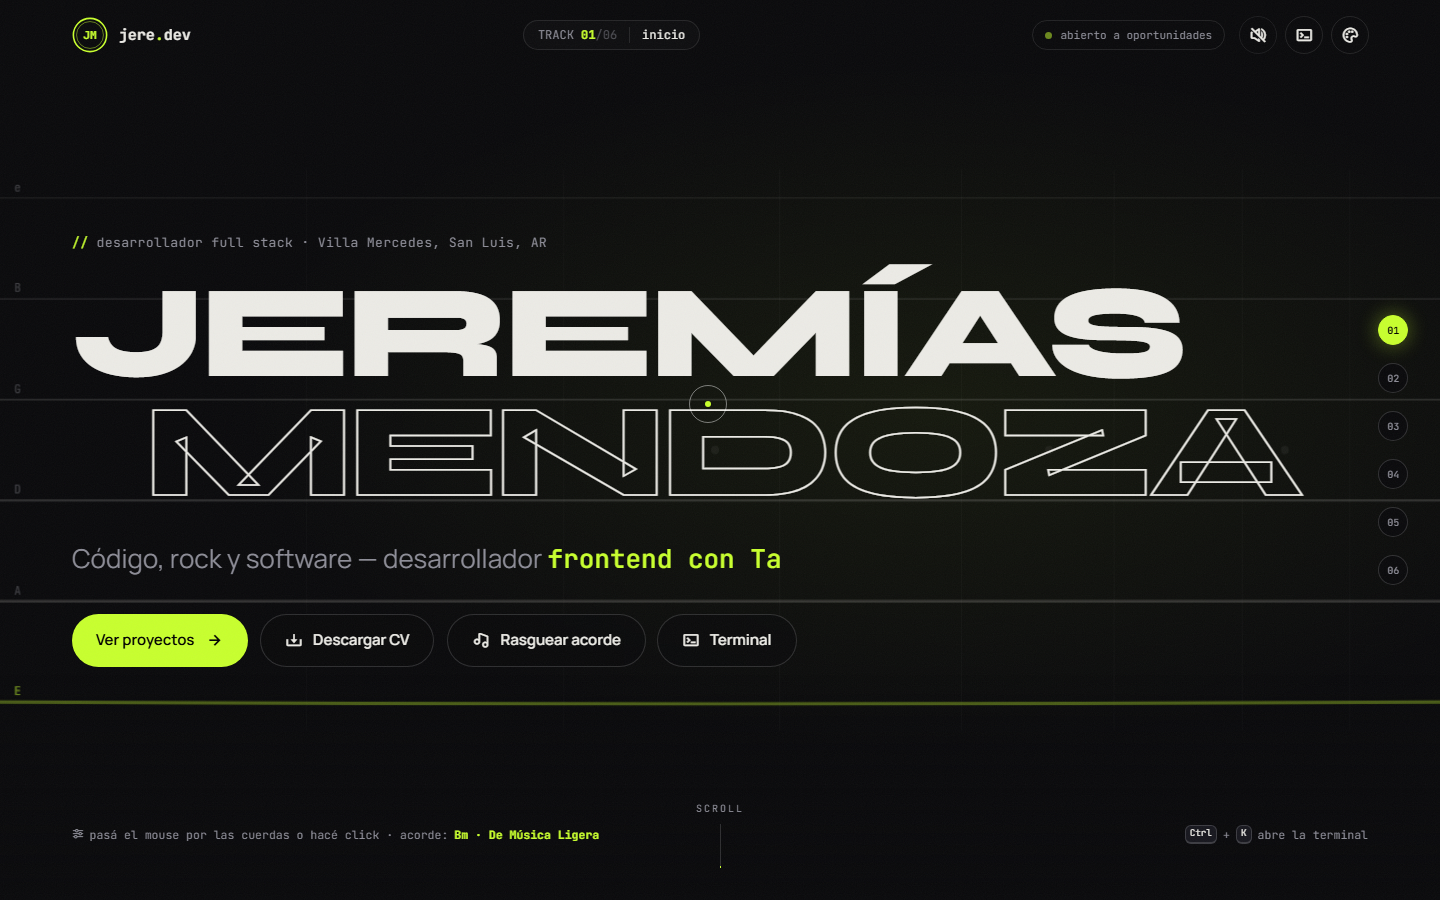 JM jere.dev
TRACK 01/06 inicio
abierto a oportunidades
e
// desarrollador full stack · Villa Mercedes, San Luis, AR
B
JEREMÍAS
01
02
G
MENDOZA
03
04
D
05
Código, rock y software — desarrollador frontend con Ta
06
A
Ver proyectos
Descargar CV
Rasguear acorde
Terminal
E
SCROLL
pasá el mouse por las cuerdas o hacé click · acorde: Bm · De Música Ligera
Ctrl + K abre la terminal